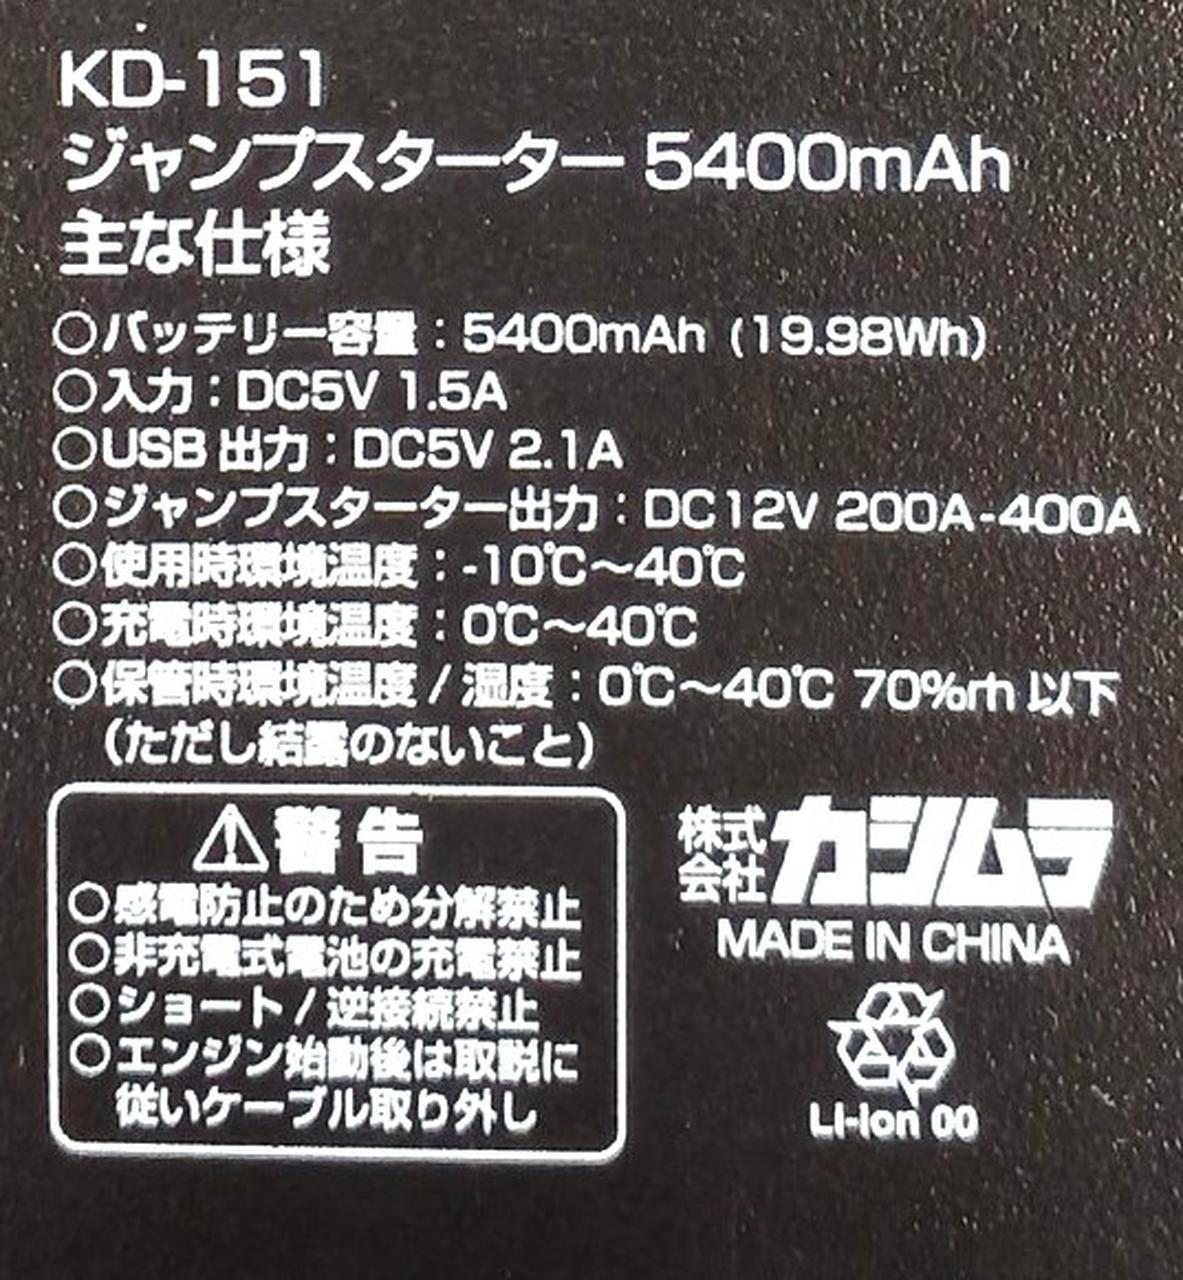 KD-151
ジャンプスターター 5400mAh
主な仕様
○バッテリー容量：5400mAh (19.98Wh)
○入力：DC5V 1.5A
○USB 出力：DC5V 2.1A
○ジャンプスターター出力：DC12V 200A-400A
○使用時環境温度：-10℃～40℃
○充電時環境温度：0℃～40℃
○保管時環境温度 / 湿度：0℃～40℃ 70%rh 以下
（ただし結露のないこと）
⚠警告
○感電防止のため分解禁止
○非充電式電池の充電禁止
○ショート / 逆接続禁止
○エンジン始動後は取説に
従いケーブル取り外し
株式会社カシムラ
MADE IN CHINA
Li-ion 00